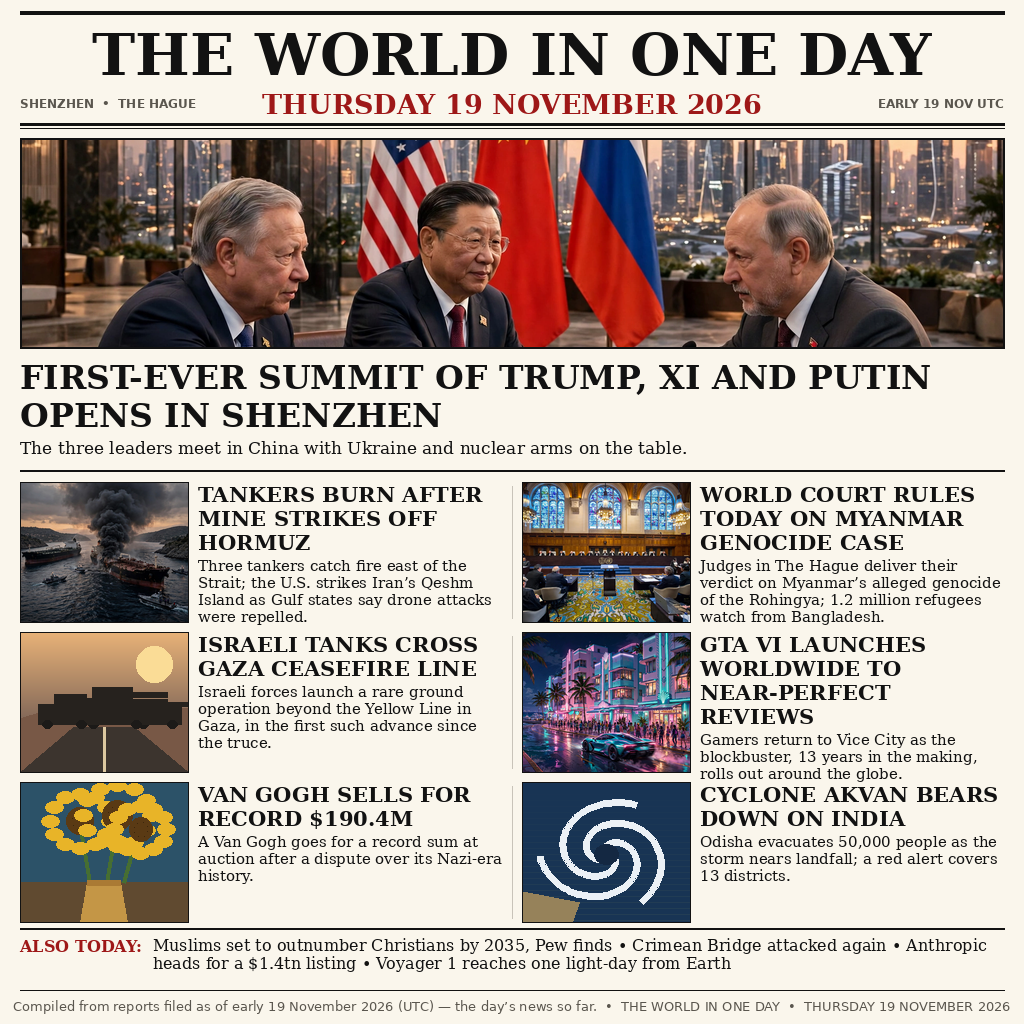 THE WORLD IN ONE DAY
SHENZHEN • THE HAGUE
THURSDAY 19 NOVEMBER 2026
EARLY 19 NOV UTC
FIRST-EVER SUMMIT OF TRUMP, XI AND PUTIN
OPENS IN SHENZHEN
The three leaders meet in China with Ukraine and nuclear arms on the table.
TANKERS BURN AFTER
MINE STRIKES OFF
HORMUZ
Three tankers catch fire east of the
Strait; the U.S. strikes Iran’s Qeshm
Island as Gulf states say drone attacks
were repelled.
WORLD COURT RULES
TODAY ON MYANMAR
GENOCIDE CASE
Judges in The Hague deliver their
verdict on Myanmar’s alleged genocide
of the Rohingya; 1.2 million refugees
watch from Bangladesh.
ISRAELI TANKS CROSS
GAZA CEASEFIRE LINE
Israeli forces launch a rare ground
operation beyond the Yellow Line in
Gaza, in the first such advance since
the truce.
GTA VI LAUNCHES
WORLDWIDE TO
NEAR-PERFECT
REVIEWS
Gamers return to Vice City as the
blockbuster, 13 years in the making,
rolls out around the globe.
VAN GOGH SELLS FOR
RECORD $190.4M
A Van Gogh goes for a record sum at
auction after a dispute over its Nazi-era
history.
CYCLONE AKVAN BEARS
DOWN ON INDIA
Odisha evacuates 50,000 people as the
storm nears landfall; a red alert covers
13 districts.
ALSO TODAY: Muslims set to outnumber Christians by 2035, Pew finds • Crimean Bridge attacked again • Anthropic
heads for a $1.4tn listing • Voyager 1 reaches one light-day from Earth
Compiled from reports filed as of early 19 November 2026 (UTC) — the day’s news so far. • THE WORLD IN ONE DAY • THURSDAY 19 NOVEMBER 2026